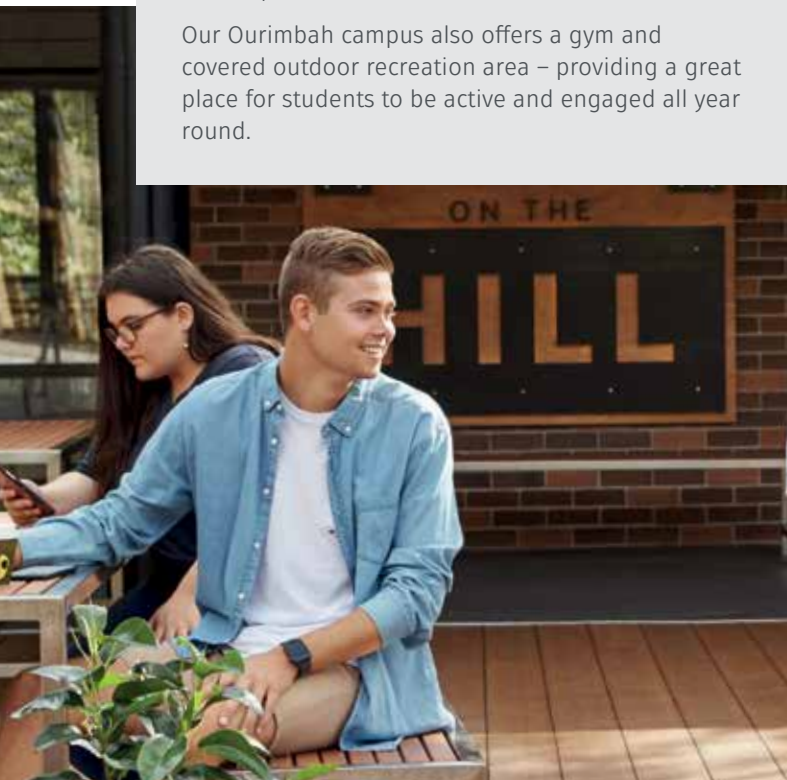 Our Ourimbah campus also offers a gym and
covered outdoor recreation area – providing a great
place for students to be active and engaged all year
round.
ON THE
HILL